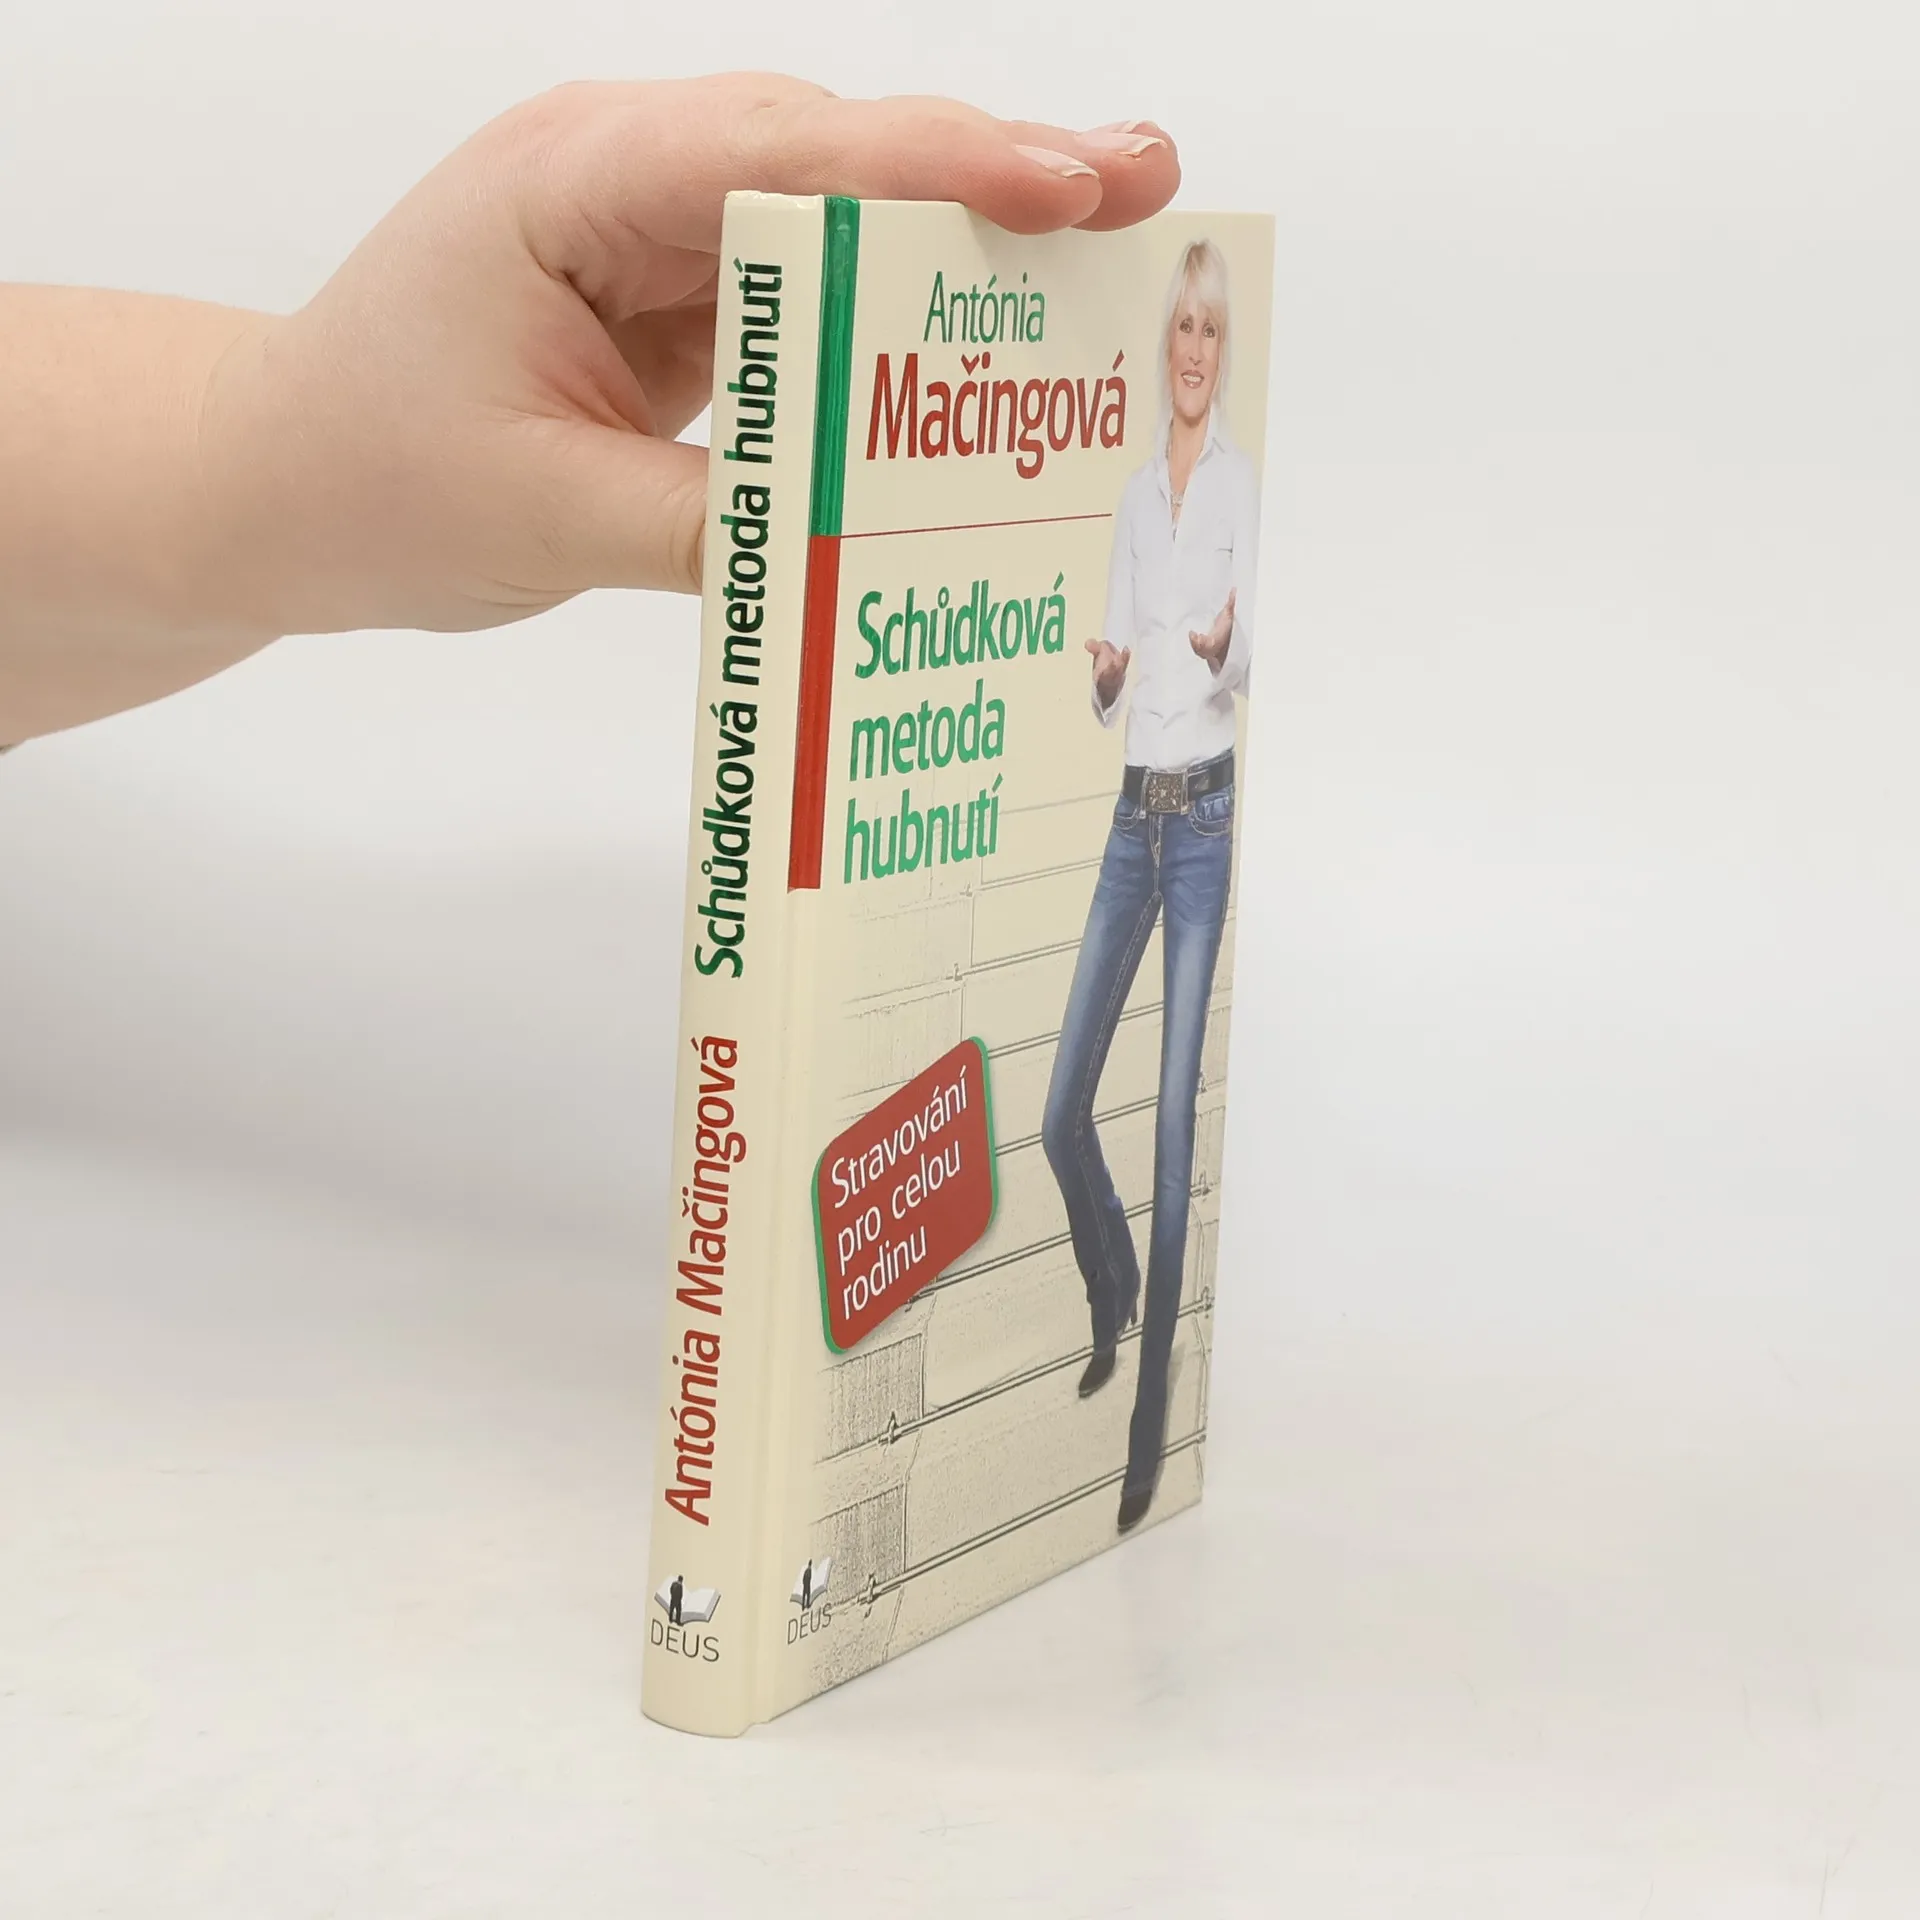 Schůdková metoda hubnutí
Antónia Mačingová
DEUS
Antónia
Mačingová
Schůdková
metoda
hubnutí
Stravování
pro celou
rodinu
DEUS